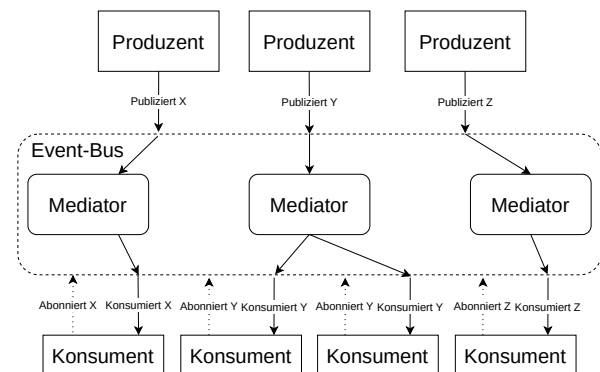 Produzent Produzent Produzent
Publiziert X Publiziert Y Publiziert Z
Event-Bus
Mediator Mediator Mediator
Abonniert X Konsumiert X Abonniert Y Konsumiert Y Abonniert Y Konsumiert Y Abonniert Z Konsumiert Z
Konsument Konsument Konsument Konsument